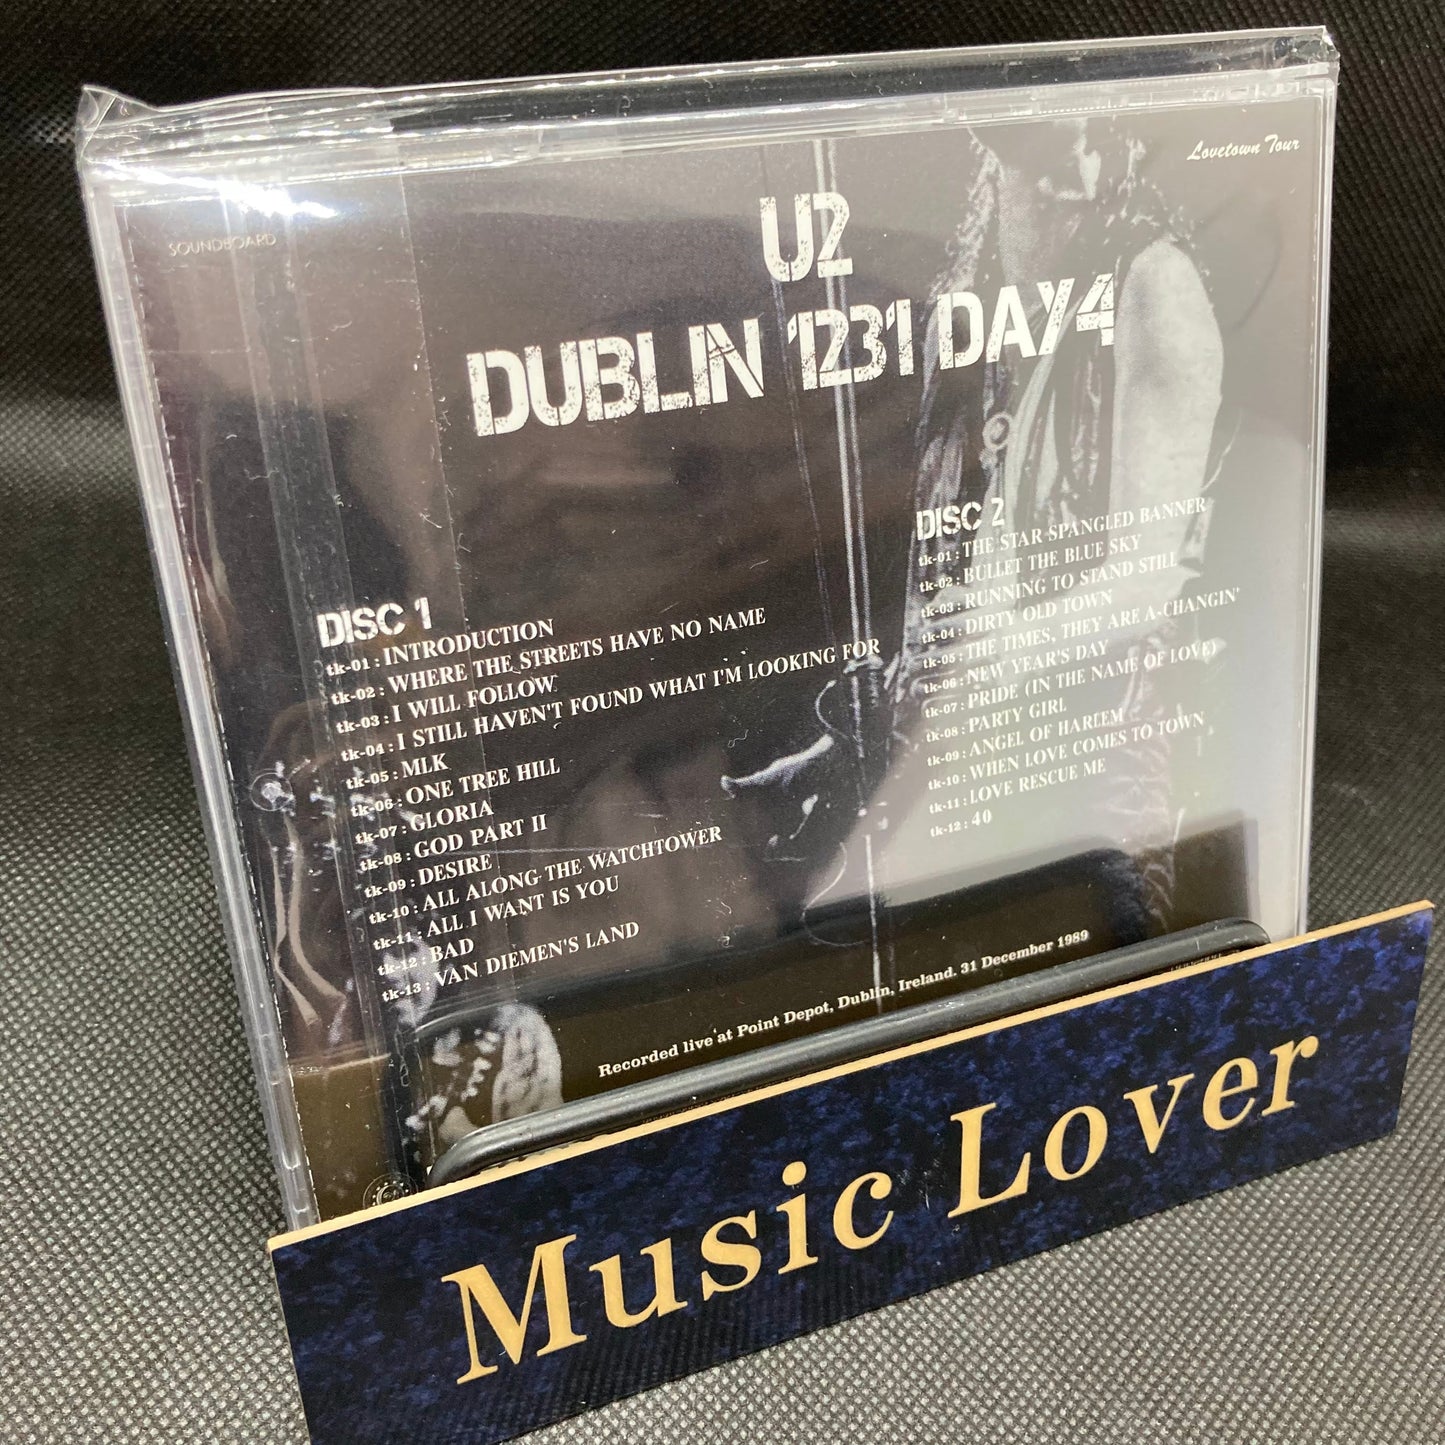 Lovetown Tour
SOUNDBOARD
U2
DUBLIN 1231 DAY4
DISC 1
tk-01 : INTRODUCTION
tk-02 : WHERE THE STREETS HAVE NO NAME
tk-03 : I WILL FOLLOW
tk-04 : I STILL HAVEN'T FOUND WHAT I'M LOOKING FOR
tk-05 : MLK
tk-06 : ONE TREE HILL
tk-07 : GLORIA
tk-08 : GOD PART II
tk-09 : DESIRE
tk-10 : ALL ALONG THE WATCHTOWER
tk-11 : ALL I WANT IS YOU
tk-12 : BAD
tk-13 : VAN DIEMEN'S LAND
DISC 2
tk-01 : THE STAR SPANGLED BANNER
tk-02 : BULLET THE BLUE SKY
tk-03 : RUNNING TO STAND STILL
tk-04 : DIRTY OLD TOWN
tk-05 : THE TIMES, THEY ARE A-CHANGIN'
tk-06 : NEW YEAR'S DAY
tk-07 : PRIDE (IN THE NAME OF LOVE)
tk-08 : PARTY GIRL
tk-09 : ANGEL OF HARLEM
tk-10 : WHEN LOVE COMES TO TOWN
tk-11 : LOVE RESCUE ME
tk-12 : 40
Recorded live at Point Depot, Dublin, Ireland. 31 December 1989
Music Lover